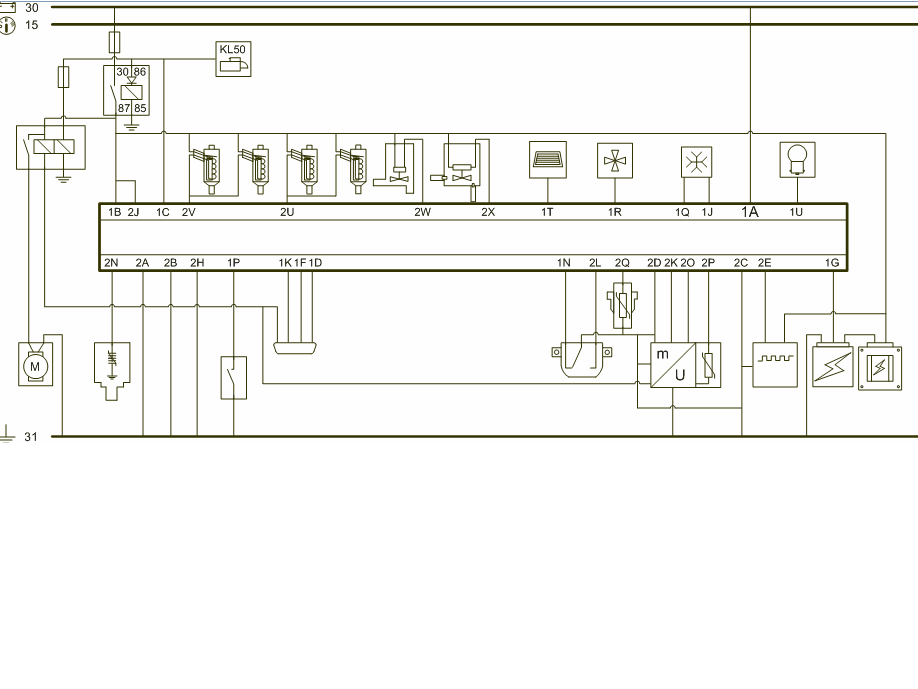 30
15
KL50
30 86
87 85
1B 2J 1C 2V 2U 2W 2X 1T 1R 1Q 1J 1A 1U
2N 2A 2B 2H 1P 1K 1F 1D 1N 2L 2Q 2D 2K 2O 2P 2C 2E 1G
m
M
U
31